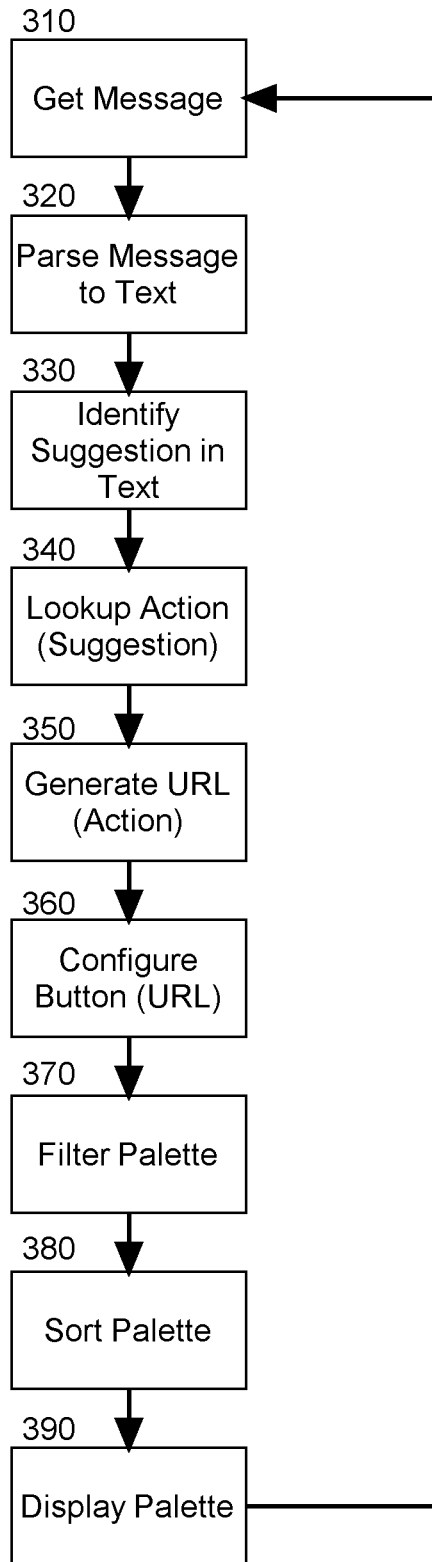 310
Get Message
320
Parse Message
to Text
330
Identify
Suggestion in
Text
340
Lookup Action
(Suggestion)
350
Generate URL
(Action)
360
Configure
Button (URL)
370
Filter Palette
380
Sort Palette
390
Display Palette